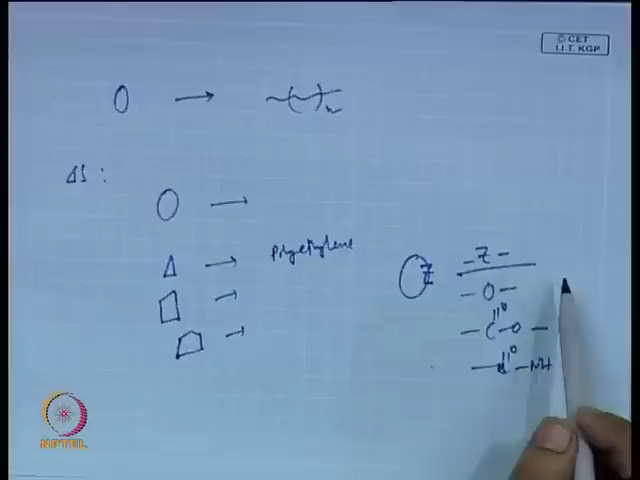 © CET
I.I.T. KGP
→ ~(~)n
ΔS :
→
→ Polyethylene
→
→
Z
-Z-
-O-
-C(=O)-O-
-C(=O)-NH
NPTEL